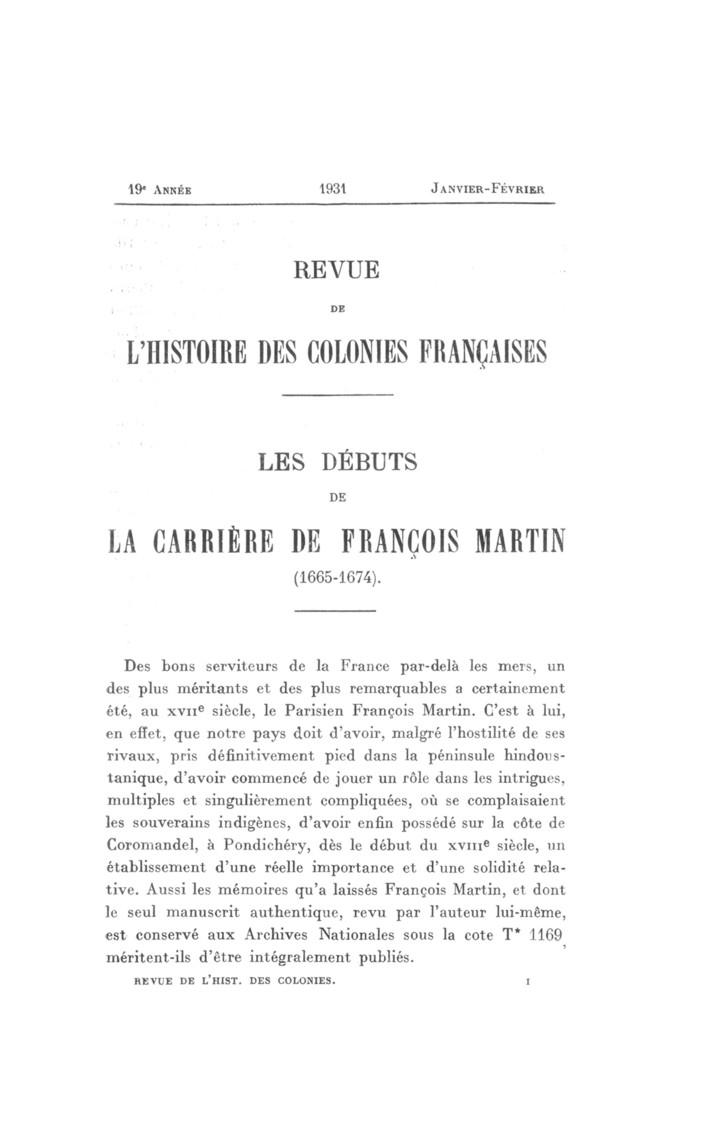 19e Année 1931 Janvier-Février
REVUE
DE
L'HISTOIRE DES COLONIES FRANÇAISES
LES DÉBUTS
DE
LA CARRIÈRE DE FRANÇOIS MARTIN
(1665-1674).
Des bons serviteurs de la France par-delà les mers, un
des plus méritants et des plus remarquables a certainement
été, au XVIIe siècle, le Parisien François Martin. C'est à lui,
en effet, que notre pays doit d'avoir, malgré l'hostilité de ses
rivaux, pris définitivement pied dans la péninsule hindous-
tanique, d'avoir commencé de jouer un rôle dans les intrigues,
multiples et singulièrement compliquées, où se complaisaient
les souverains indigènes, d'avoir enfin possédé sur la côte de
Coromandel, à Pondichéry, dès le début du XVIIIe siècle, un
établissement d'une réelle importance et d'une solidité rela-
tive. Aussi les mémoires qu'a laissés François Martin, et dont
le seul manuscrit authentique, revu par l'auteur lui-même,
est conservé aux Archives Nationales sous la cote T* 1169,
méritent-ils d'être intégralement publiés.
REVUE DE L'HIST. DES COLONIES. I